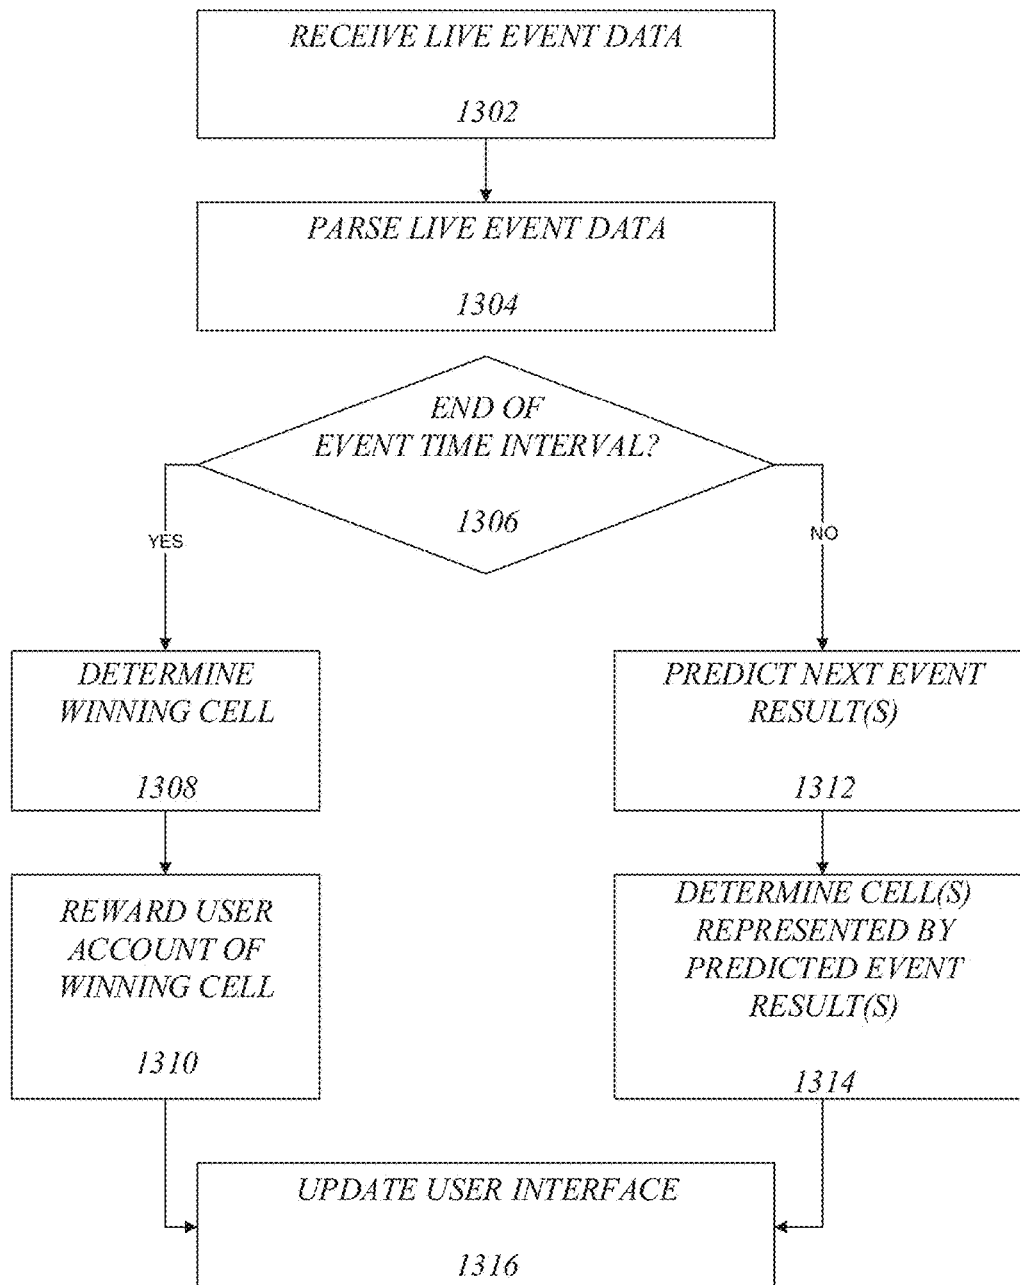 RECEIVE LIVE EVENT DATA
1302
PARSE LIVE EVENT DATA
1304
END OF
EVENT TIME INTERVAL?
1306
YES
NO
DETERMINE
WINNING CELL
1308
PREDICT NEXT EVENT
RESULT(S)
1312
REWARD USER
ACCOUNT OF
WINNING CELL
1310
DETERMINE CELL(S)
REPRESENTED BY
PREDICTED EVENT
RESULT(S)
1314
UPDATE USER INTERFACE
1316